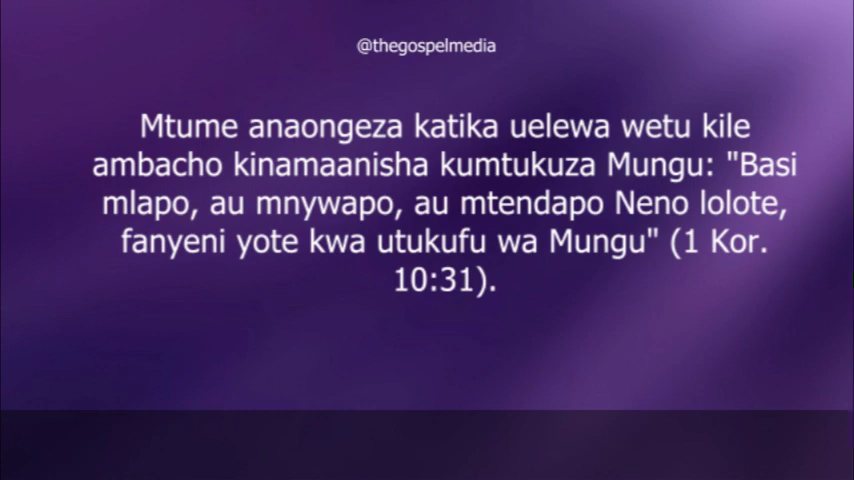 @thegospelmedia
Mtume anaongeza katika uelewa wetu kile
ambacho kinamaanisha kumtukuza Mungu: "Basi
mlapo, au mnywapo, au mtendapo Neno lolote,
fanyeni yote kwa utukufu wa Mungu" (1 Kor.
10:31).